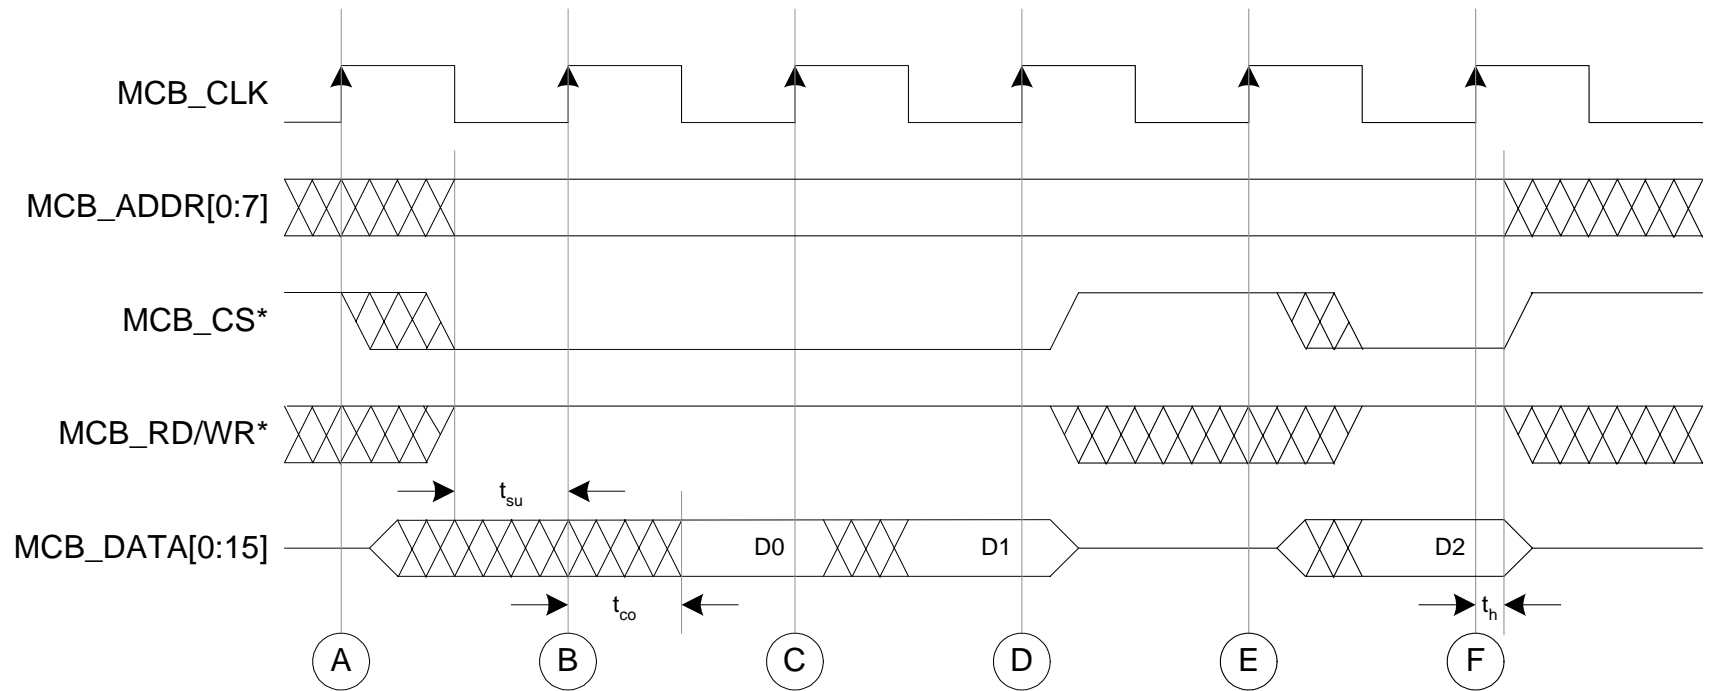 MCB_CLK
MCB_ADDR[0:7]
MCB_CS*
MCB_RD/WR*
tsu
MCB_DATA[0:15] D0 D1 D2
tco th
A B C D E F